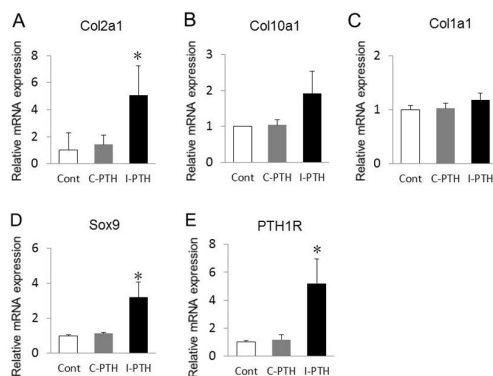 A
Col2a1
Relative mRNA expression
8
6
4
2
0
*
Cont C-PTH I-PTH
B
Col10a1
Relative mRNA expression
3
2
1
0
Cont C-PTH I-PTH
C
Col1a1
Relative mRNA expression
2
1
0
Cont C-PTH I-PTH
D
Sox9
Relative mRNA expression
6
4
2
0
*
Cont C-PTH I-PTH
E
PTH1R
Relative mRNA expression
8
6
4
2
0
*
Cont C-PTH I-PTH